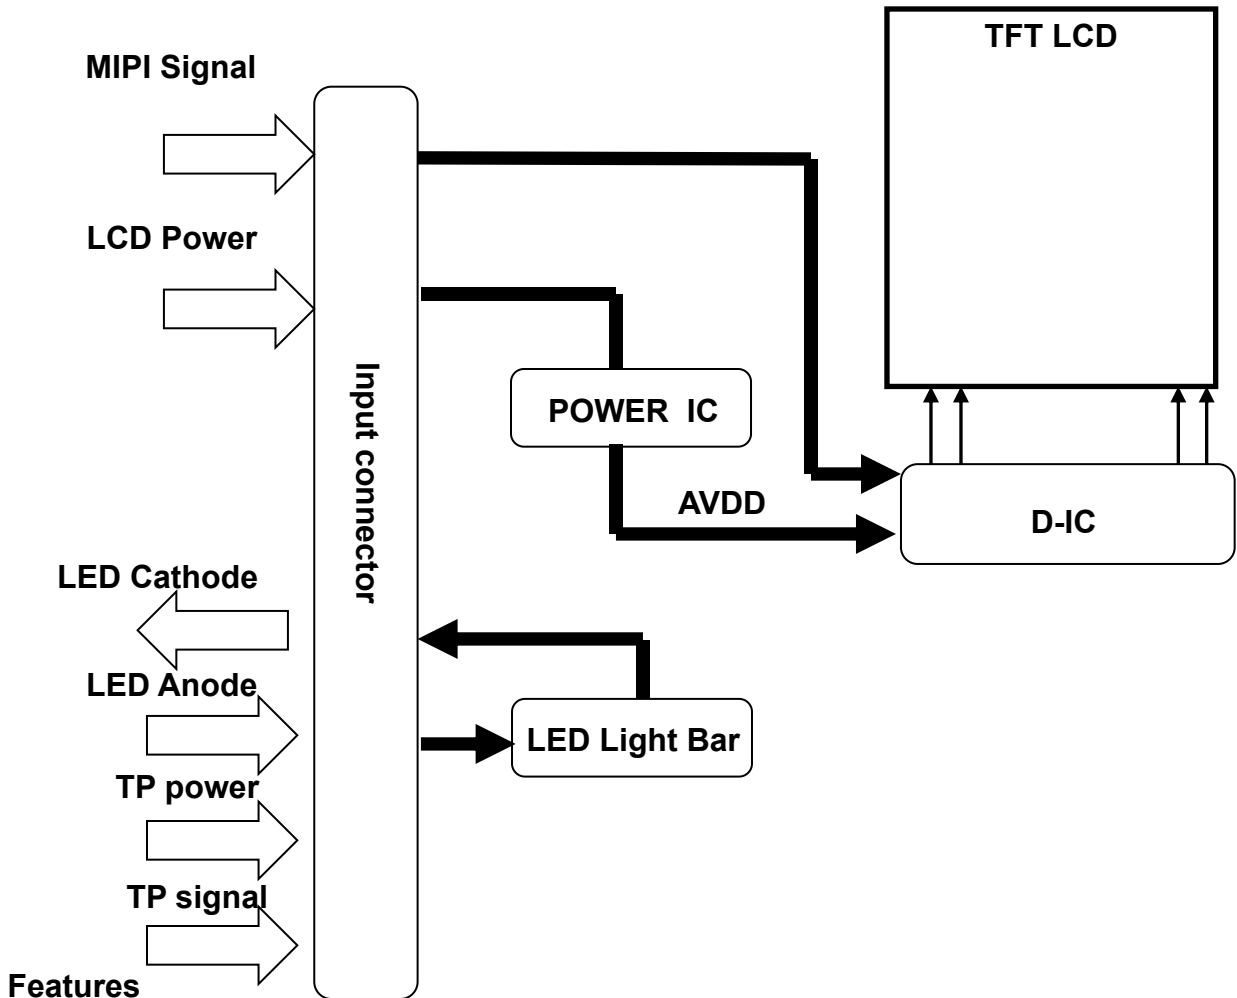 TFT LCD
MIPI Signal
LCD Power
Input connector
POWER IC
AVDD
D-IC
LED Cathode
LED Anode
LED Light Bar
TP power
TP signal
Features